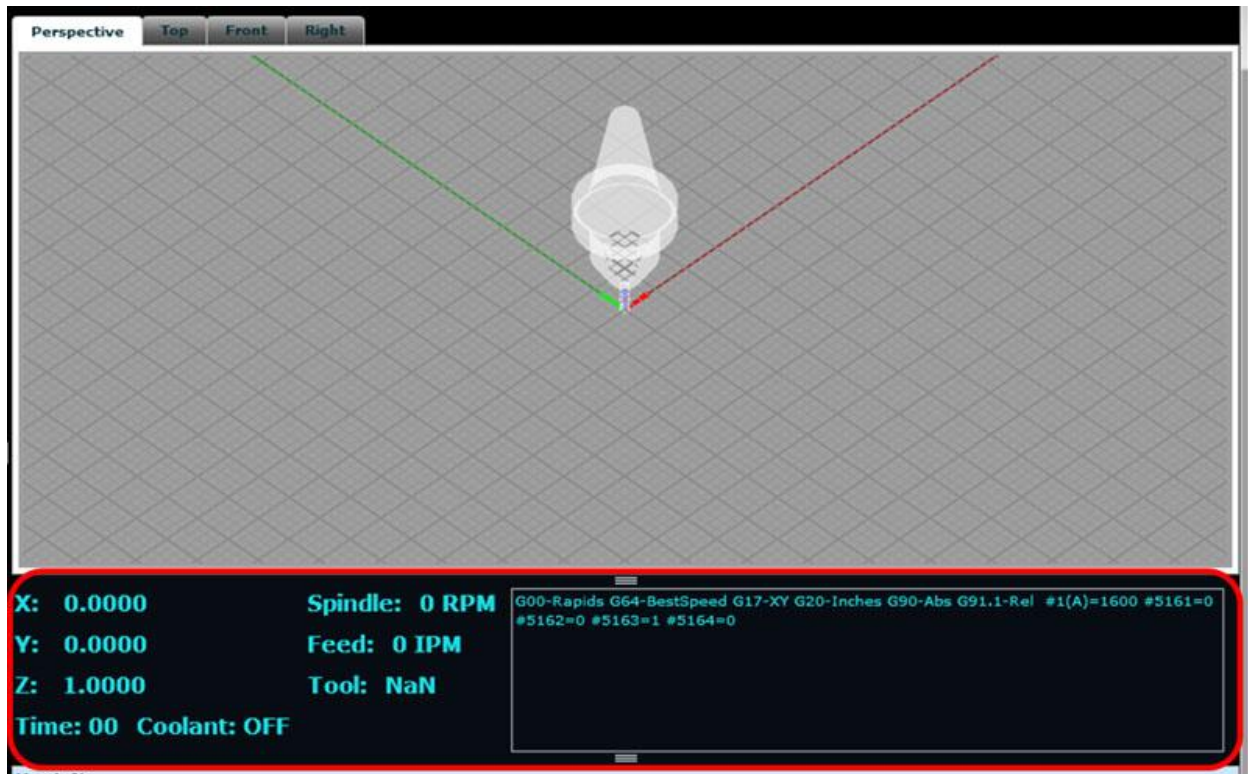 Perspective Top Front Right
X: 0.0000 Spindle: 0 RPM
G00-Rapids G64-BestSpeed G17-XY G20-Inches G90-Abs G91.1-Rel #1(A)=1600 #5161=0
#5162=0 #5163=1 #5164=0
Y: 0.0000 Feed: 0 IPM
Z: 1.0000 Tool: NaN
Time: 00 Coolant: OFF